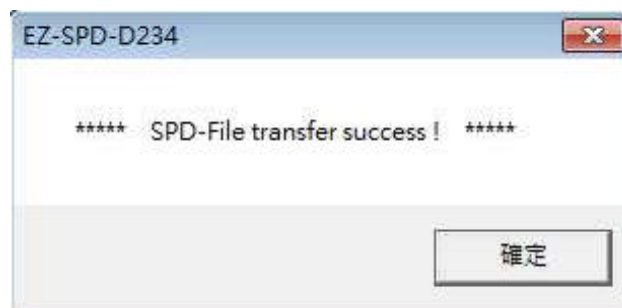 EZ-SPD-D234
***** SPD-File transfer success ! *****
確定